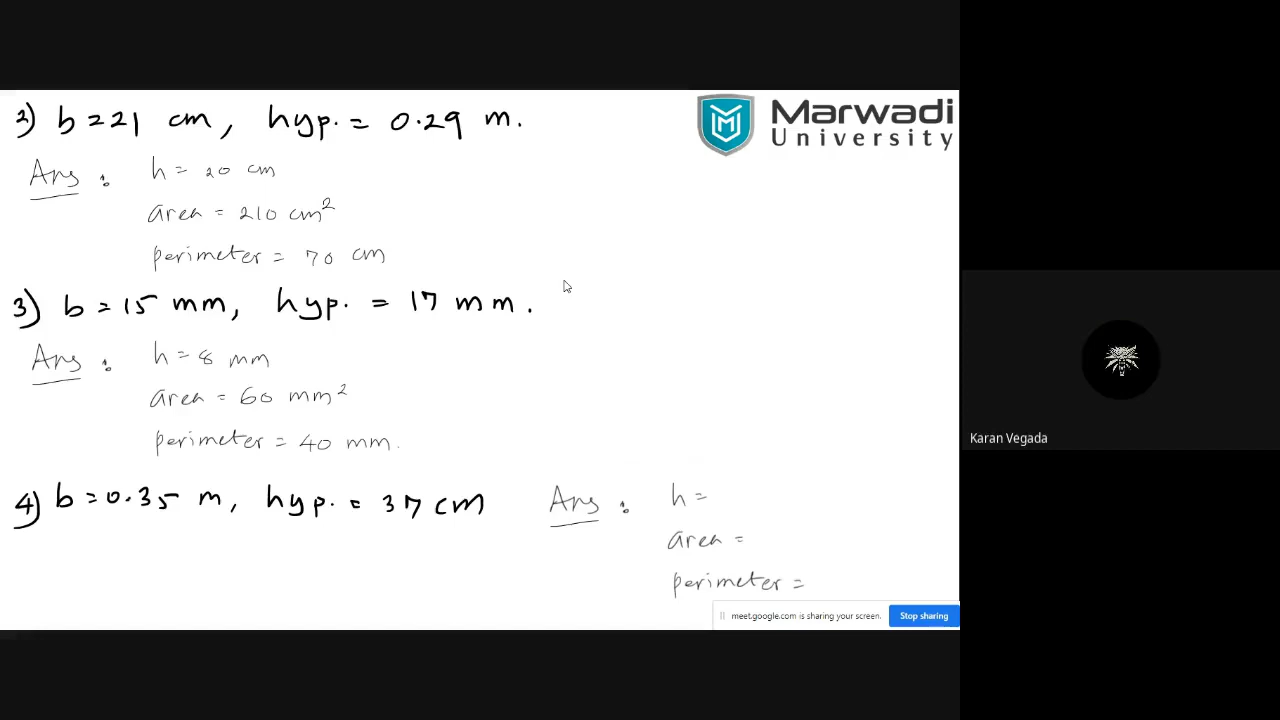 Marwadi
University
2) b = 21 cm, hyp. = 0.29 m.
Ans : h = 20 cm
area = 210 cm²
perimeter = 70 cm
3) b = 15 mm, hyp. = 17 mm.
Ans : h = 8 mm
area = 60 mm²
perimeter = 40 mm.
4) b = 0.35 m, hyp. = 37 cm
Ans : h =
area =
perimeter =
meet.google.com is sharing your screen. Stop sharing
Karan Vegada